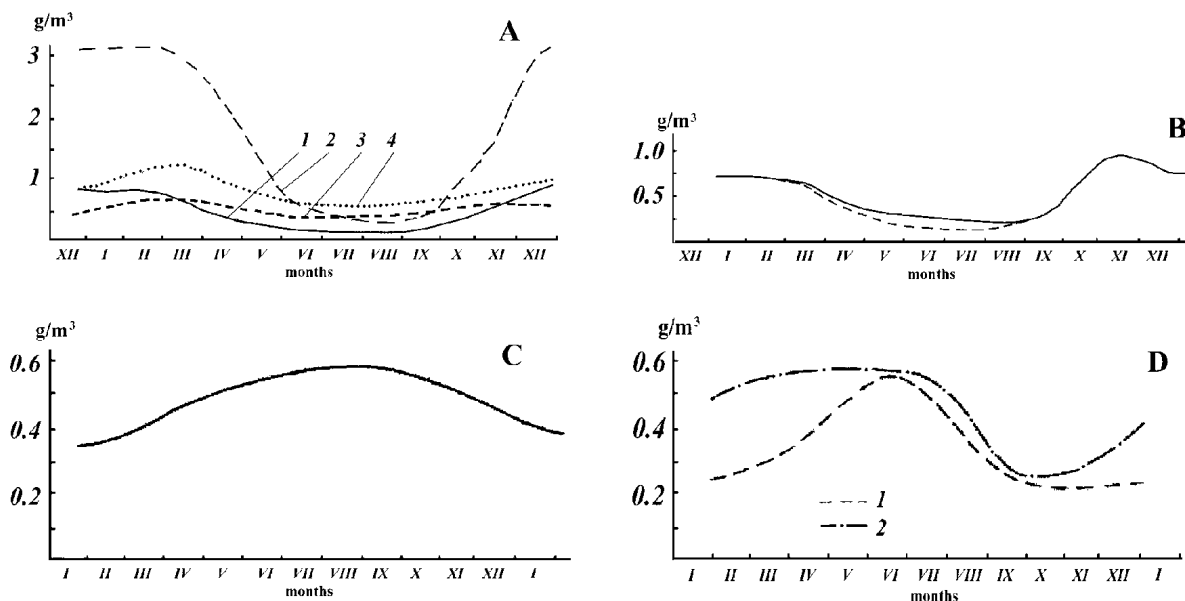 g/m³
A
3
2
1
1 2 3 4
XII I II III IV V VI VII VIII IX X XI XII
months
g/m³
B
1.0
0.5
XII I II III IV V VI VII VIII IX X XI XII
months
g/m³
C
0.6
0.4
0.2
I II III IV V VI VII VIII IX X XI XII I
months
g/m³
D
0.6
0.4
0.2
1
2
I II III IV V VI VII VIII IX X XI XII I
months